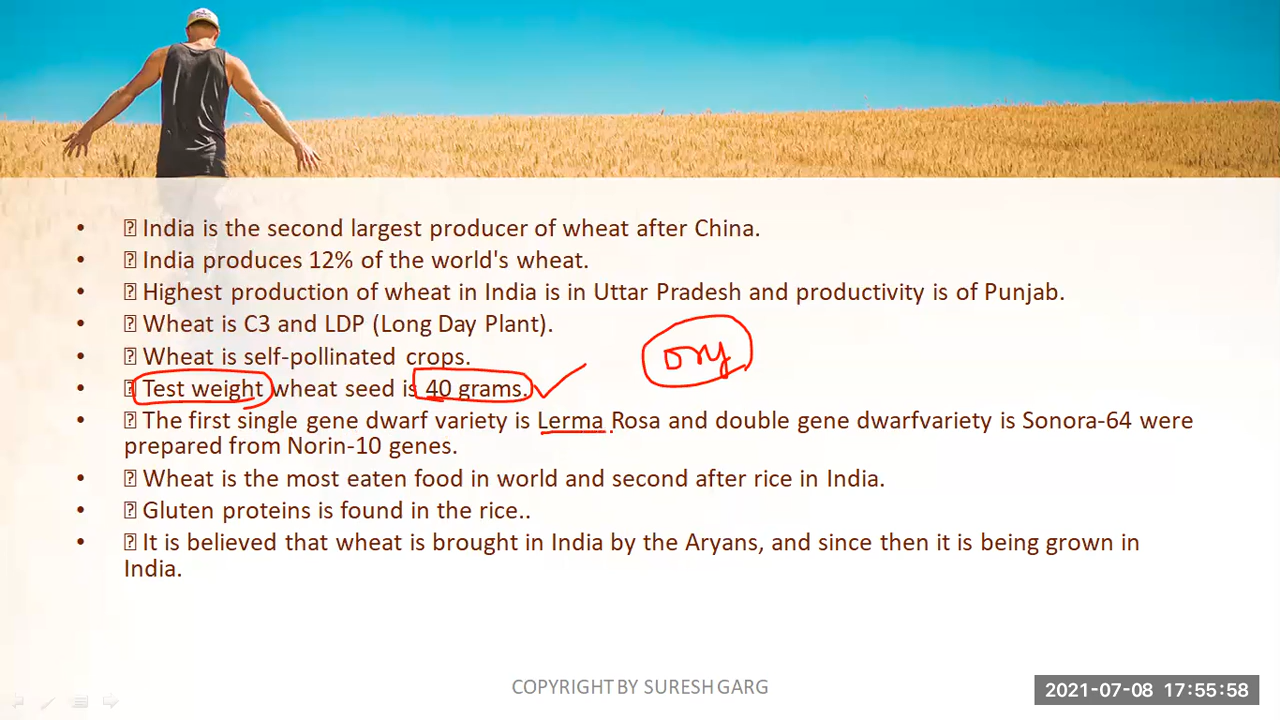 • India is the second largest producer of wheat after China.
• India produces 12% of the world's wheat.
• Highest production of wheat in India is in Uttar Pradesh and productivity is of Punjab.
• Wheat is C3 and LDP (Long Day Plant).
• Wheat is self-pollinated crops.
• Test weight wheat seed is 40 grams.
• The first single gene dwarf variety is Lerma Rosa and double gene dwarfvariety is Sonora-64 were
prepared from Norin-10 genes.
• Wheat is the most eaten food in world and second after rice in India.
• Gluten proteins is found in the rice..
• It is believed that wheat is brought in India by the Aryans, and since then it is being grown in
India.
COPYRIGHT BY SURESH GARG
2021-07-08 17:55:58